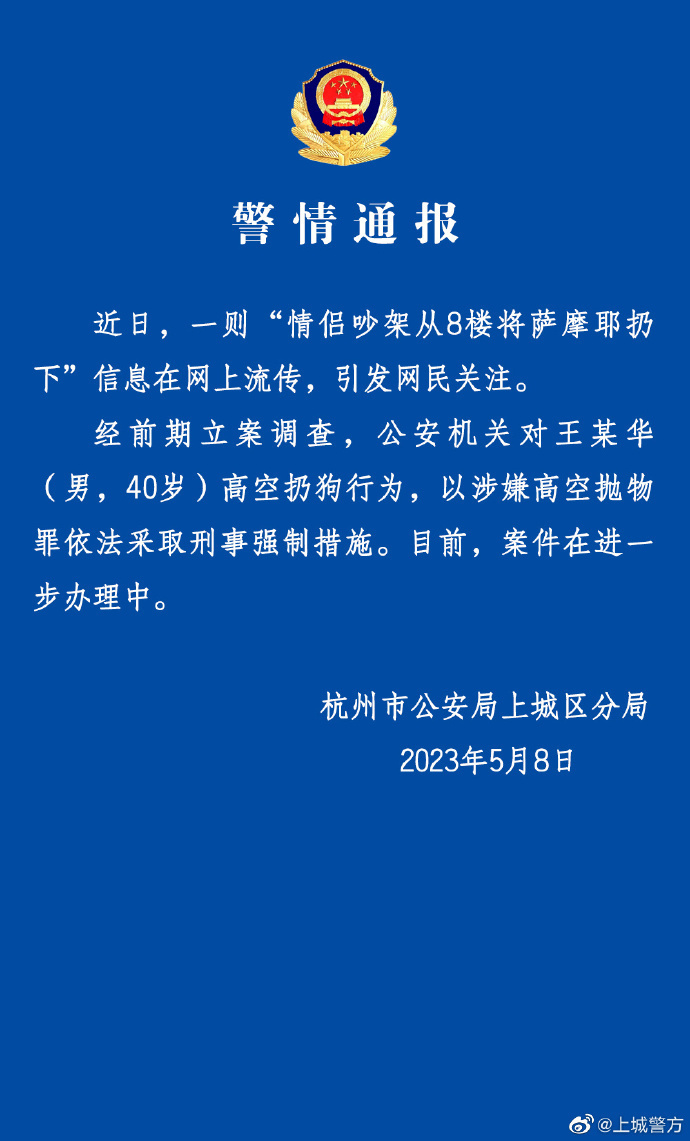 警情通报
近日，一则“情侣吵架从8楼将萨摩耶扔
下”信息在网上流传，引发网民关注。
经前期立案调查，公安机关对王某华
（男，40岁）高空扔狗行为，以涉嫌高空抛物
罪依法采取刑事强制措施。目前，案件在进一
步办理中。
杭州市公安局上城区分局
2023年5月8日
@上城警方